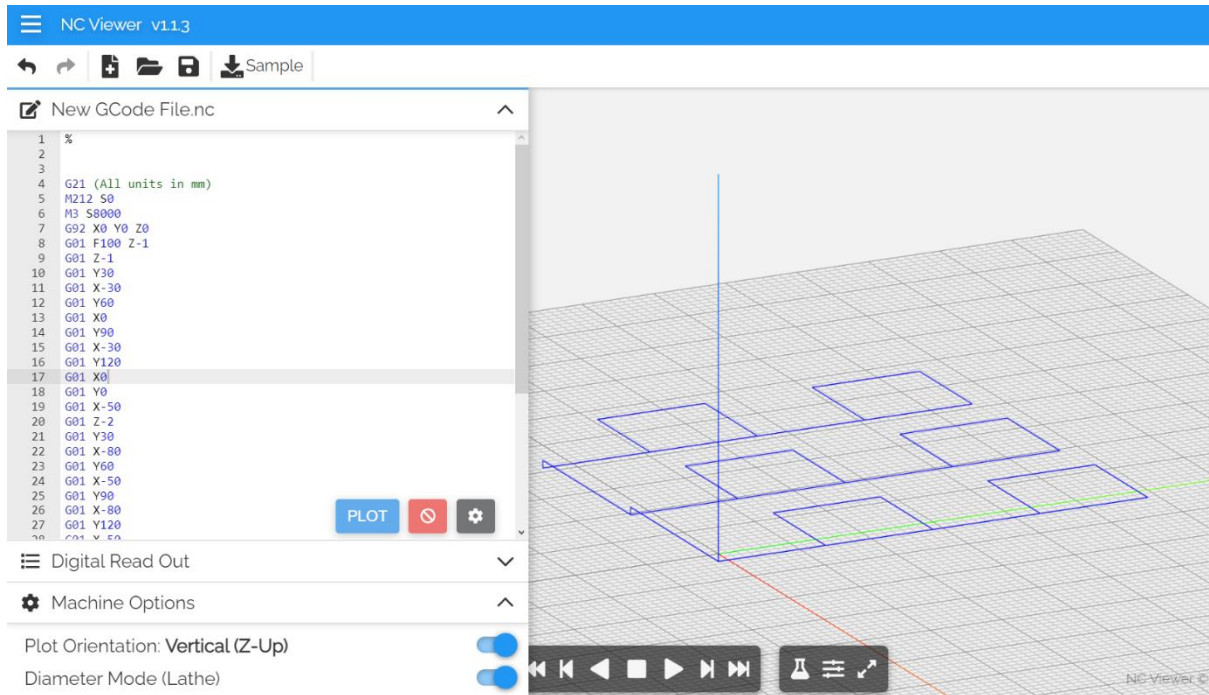 NC Viewer v1.1.3
Sample
New GCode File.nc
1 %
2
3
4 G21 (All units in mm)
5 M212 S0
6 M3 S8000
7 G92 X0 Y0 Z0
8 G01 F100 Z-1
9 G01 Z-1
10 G01 Y30
11 G01 X-30
12 G01 Y60
13 G01 X0
14 G01 Y90
15 G01 X-30
16 G01 Y120
17 G01 X0
18 G01 Y0
19 G01 X-50
20 G01 Z-2
21 G01 Y30
22 G01 X-80
23 G01 Y60
24 G01 X-50
25 G01 Y90
26 G01 X-80
27 G01 Y120
28 G01 X-50
PLOT
Digital Read Out
Machine Options
Plot Orientation: Vertical (Z-Up)
Diameter Mode (Lathe)
NC Viewer ©